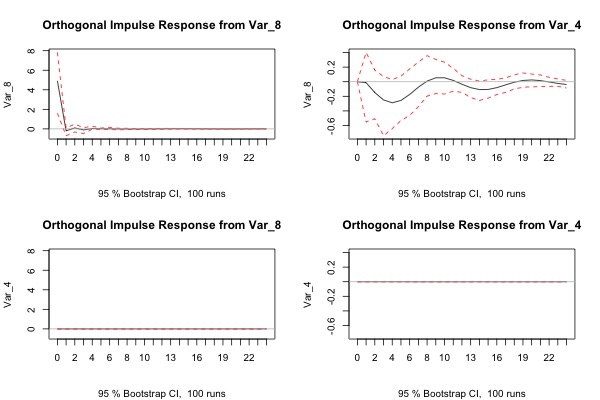 Orthogonal Impulse Response from Var_8
Var_8
8
6
4
2
0
0 2 4 6 8 10 13 16 19 22
95 % Bootstrap CI, 100 runs
Orthogonal Impulse Response from Var_4
Var_8
0.2
-0.2
-0.6
0 2 4 6 8 10 13 16 19 22
95 % Bootstrap CI, 100 runs
Orthogonal Impulse Response from Var_8
Var_4
8
6
4
2
0
0 2 4 6 8 10 13 16 19 22
95 % Bootstrap CI, 100 runs
Orthogonal Impulse Response from Var_4
Var_4
0.2
-0.2
-0.6
0 2 4 6 8 10 13 16 19 22
95 % Bootstrap CI, 100 runs